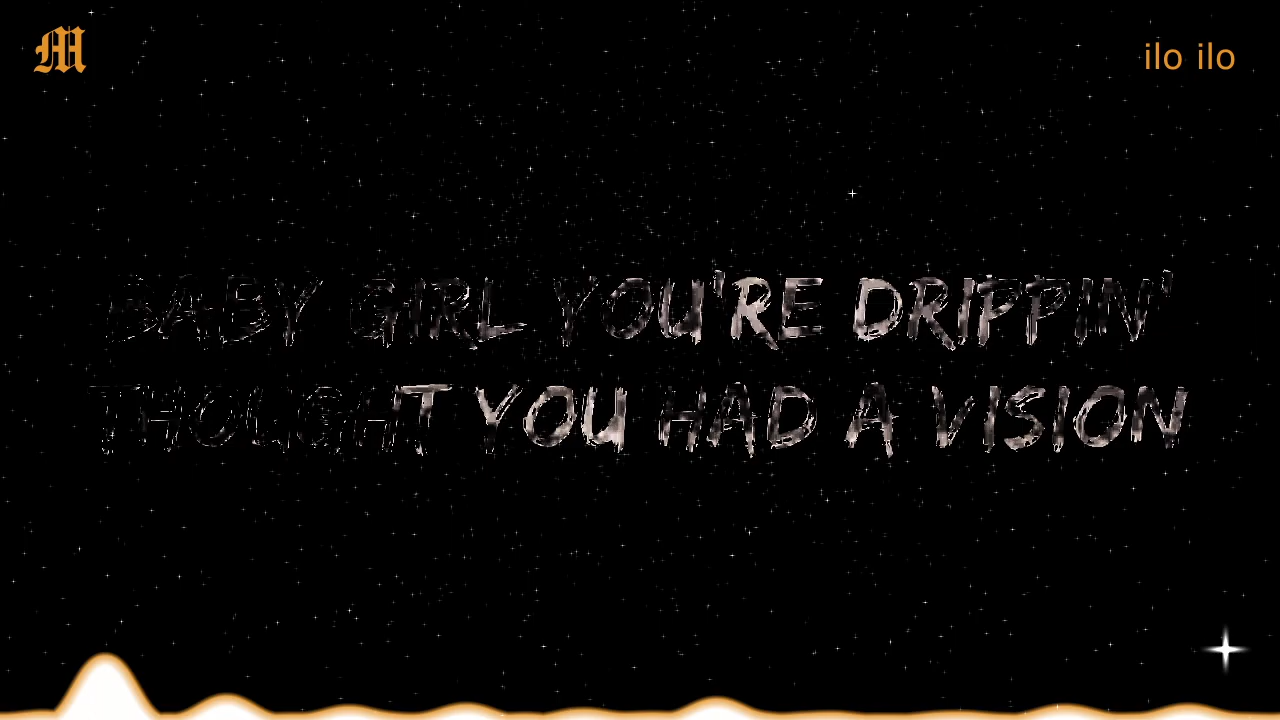 M
ilo ilo
BABY GIRL YOU'RE DRIPPIN'
THOUGHT YOU HAD A VISION